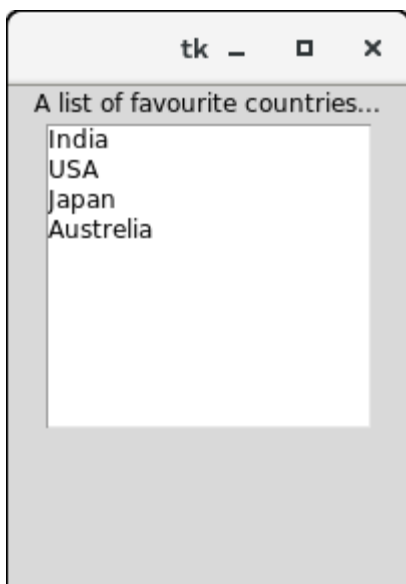 tk
A list of favourite countries...
India
USA
Japan
Austrelia